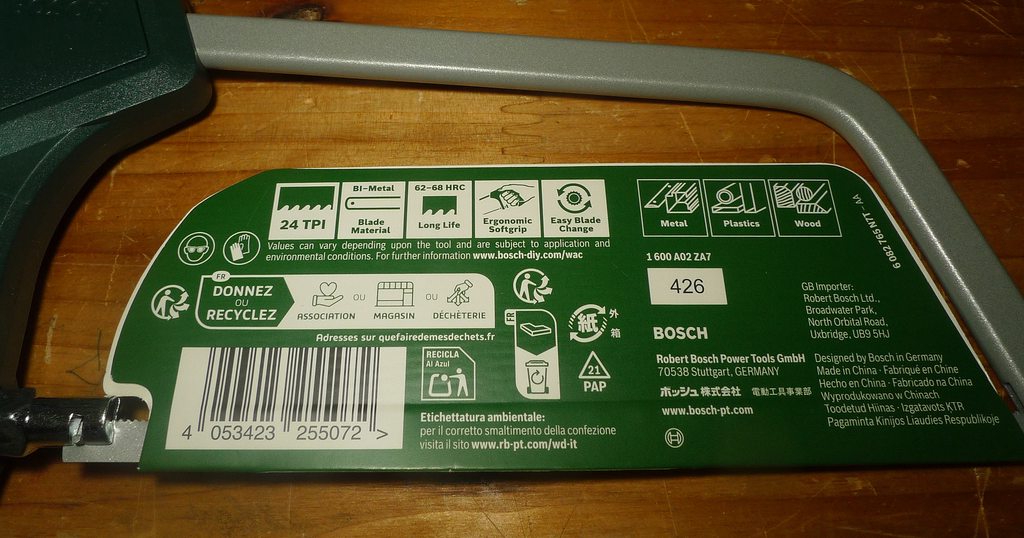 24 TPI
BI-Metal
Blade
Material
62-68 HRC
Long Life
Ergonomic
Softgrip
Easy Blade
Change
Metal
Plastics
Wood
Values can vary depending upon the tool and are subject to application and
environmental conditions. For further information www.bosch-diy.com/wac
6 082 765 N7T - AA
1 600 A02 ZA7
426
FR
DONNEZ
OU
RECYCLEZ
ASSOCIATION
OU
MAGASIN
OU
DÉCHÈTERIE
Adresses sur quefairedemesdechets.fr
FR
紙
外
箱
21
PAP
RECICLA
Al Azul
4 053423 255072 >
Etichettatura ambientale:
per il corretto smaltimento della confezione
visita il sito www.rb-pt.com/wd-it
BOSCH
Robert Bosch Power Tools GmbH
70538 Stuttgart, GERMANY
ボッシュ株式会社 電動工具事業部
www.bosch-pt.com
GB Importer:
Robert Bosch Ltd.,
Broadwater Park,
North Orbital Road,
Uxbridge, UB9 5HJ
Designed by Bosch in Germany
Made in China · Fabriqué en Chine
Hecho en China · Fabricado na China
Wyprodukowano w Chinach
Toodetud Hiinas · Izgatavots ĶTR
Pagaminta Kinijos Liaudies Respublikoje